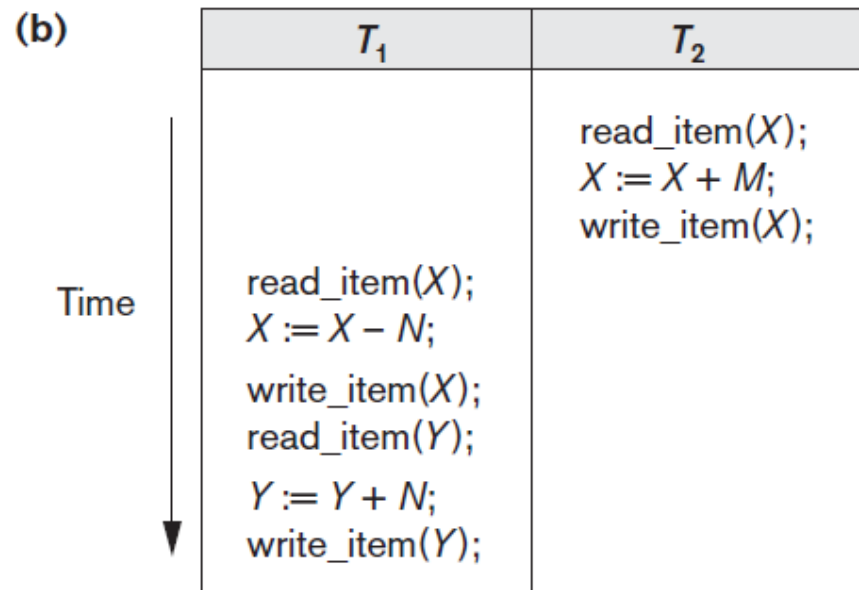 (b)
T₁ T₂
read_item(X);
X := X + M;
write_item(X);
Time
read_item(X);
X := X – N;
write_item(X);
read_item(Y);
Y := Y + N;
write_item(Y);